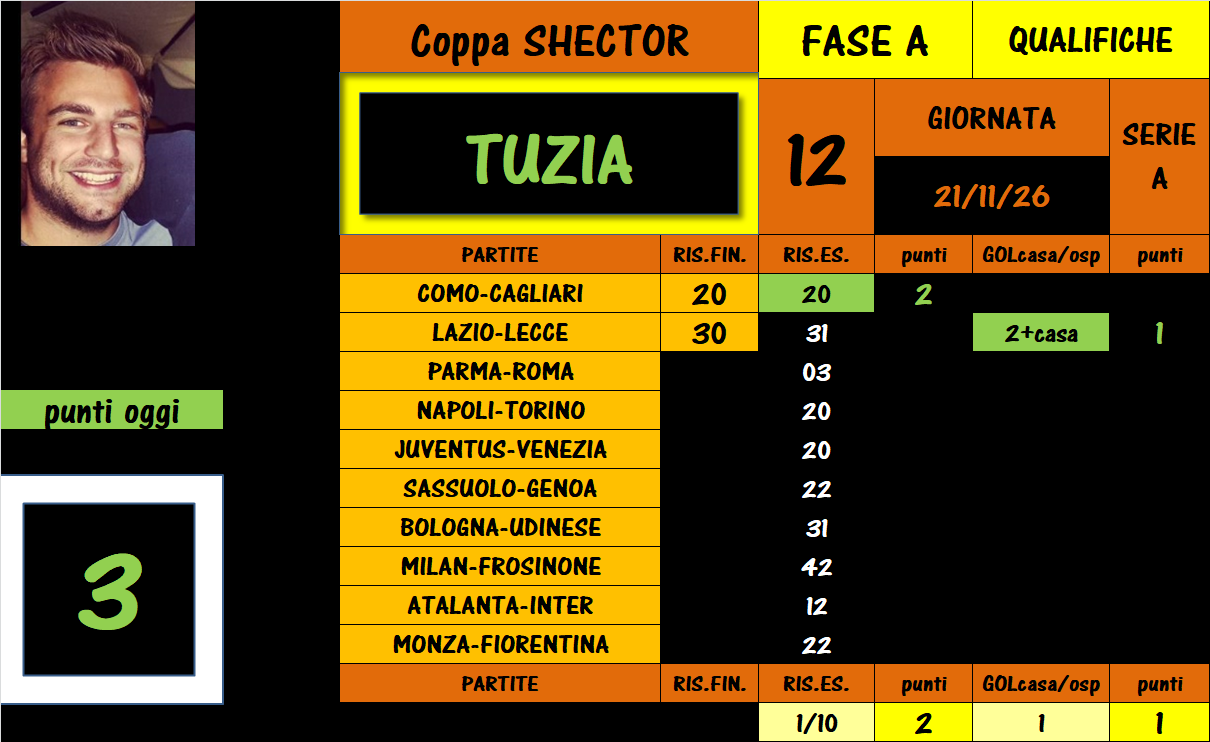 Coppa SHECTOR
FASE A
QUALIFICHE
TUZIA
12
GIORNATA
21/11/26
SERIE
A
PARTITE RIS.FIN. RIS.ES. punti GOLcasa/osp punti
COMO-CAGLIARI 20 20 2
LAZIO-LECCE 30 31 2+casa 1
PARMA-ROMA 03
NAPOLI-TORINO 20
JUVENTUS-VENEZIA 20
SASSUOLO-GENOA 22
BOLOGNA-UDINESE 31
MILAN-FROSINONE 42
ATALANTA-INTER 12
MONZA-FIORENTINA 22
PARTITE RIS.FIN. RIS.ES. punti GOLcasa/osp punti
1/10 2 1 1
punti oggi
3